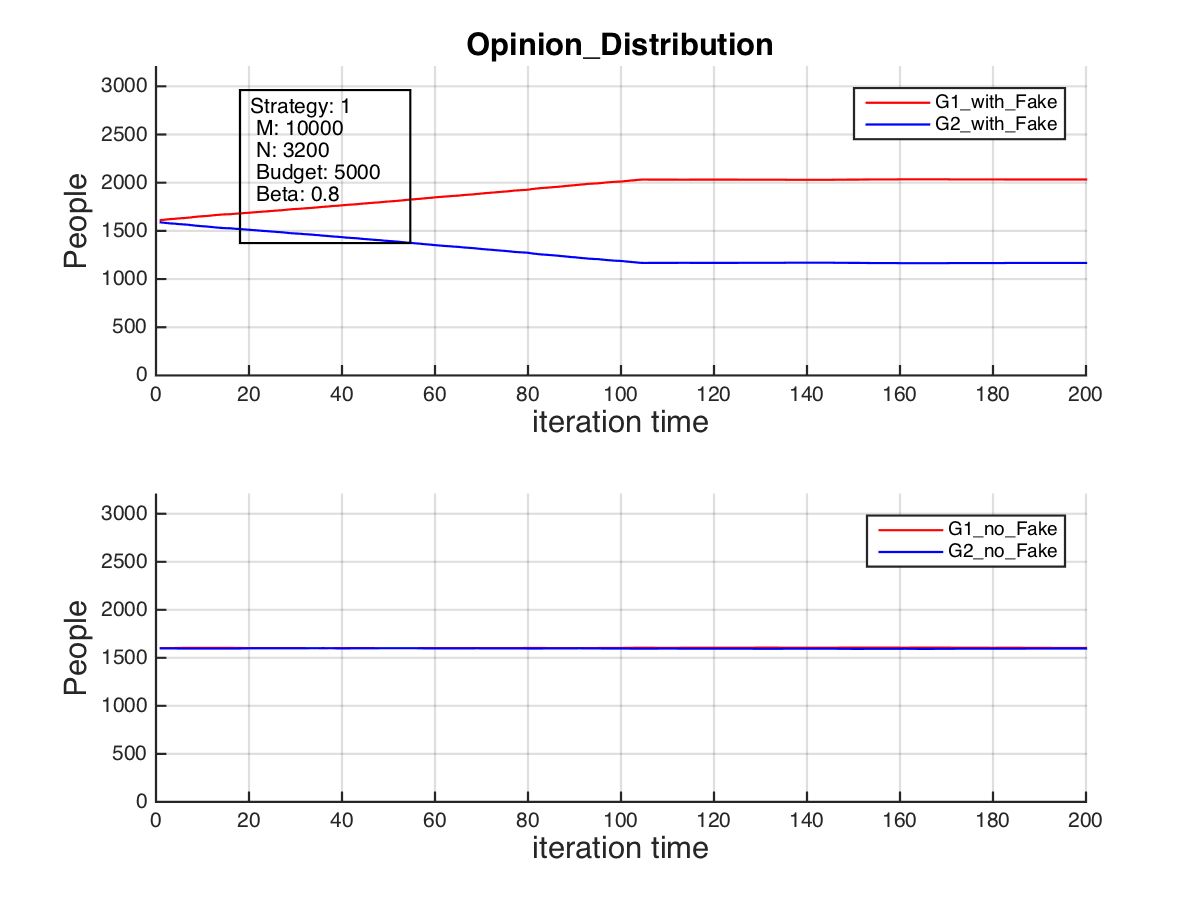 Opinion_Distribution
3000
2500
2000
1500
1000
500
0
People
Strategy: 1
M: 10000
N: 3200
Budget: 5000
Beta: 0.8
G1_with_Fake
G2_with_Fake
0 20 40 60 80 100 120 140 160 180 200
iteration time
3000
2500
2000
1500
1000
500
0
People
G1_no_Fake
G2_no_Fake
0 20 40 60 80 100 120 140 160 180 200
iteration time